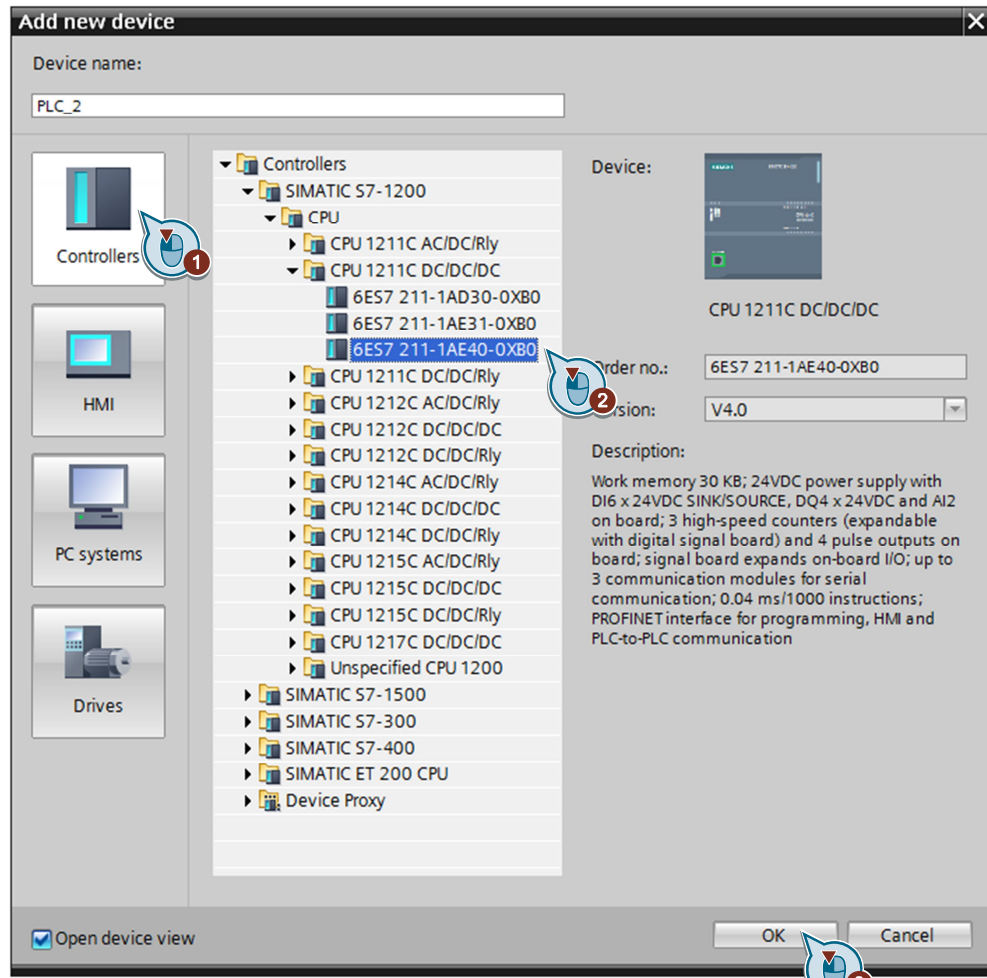 Add new device
Device name:
PLC_2
Controllers
1
HMI
PC systems
Drives
Controllers
SIMATIC S7-1200
CPU
CPU 1211C AC/DC/Rly
CPU 1211C DC/DC/DC
6ES7 211-1AD30-0XB0
6ES7 211-1AE31-0XB0
6ES7 211-1AE40-0XB0
2
CPU 1211C DC/DC/Rly
CPU 1212C AC/DC/Rly
CPU 1212C DC/DC/DC
CPU 1212C DC/DC/Rly
CPU 1214C AC/DC/Rly
CPU 1214C DC/DC/DC
CPU 1214C DC/DC/Rly
CPU 1215C AC/DC/Rly
CPU 1215C DC/DC/DC
CPU 1215C DC/DC/Rly
CPU 1217C DC/DC/DC
Unspecified CPU 1200
SIMATIC S7-1500
SIMATIC S7-300
SIMATIC S7-400
SIMATIC ET 200 CPU
Device Proxy
Device:
SIEMENS
CPU 1211C DC/DC/DC
Order no.:
6ES7 211-1AE40-0XB0
V4.0
Description:
Work memory 30 KB; 24VDC power supply with
DI6 x 24VDC SINK/SOURCE, DQ4 x 24VDC and AI2
on board; 3 high-speed counters (expandable
with digital signal board) and 4 pulse outputs on
board; signal board expands on-board I/O; up to
3 communication modules for serial
communication; 0.04 ms/1000 instructions;
PROFINET interface for programming, HMI and
PLC-to-PLC communication
Open device view
OK
Cancel